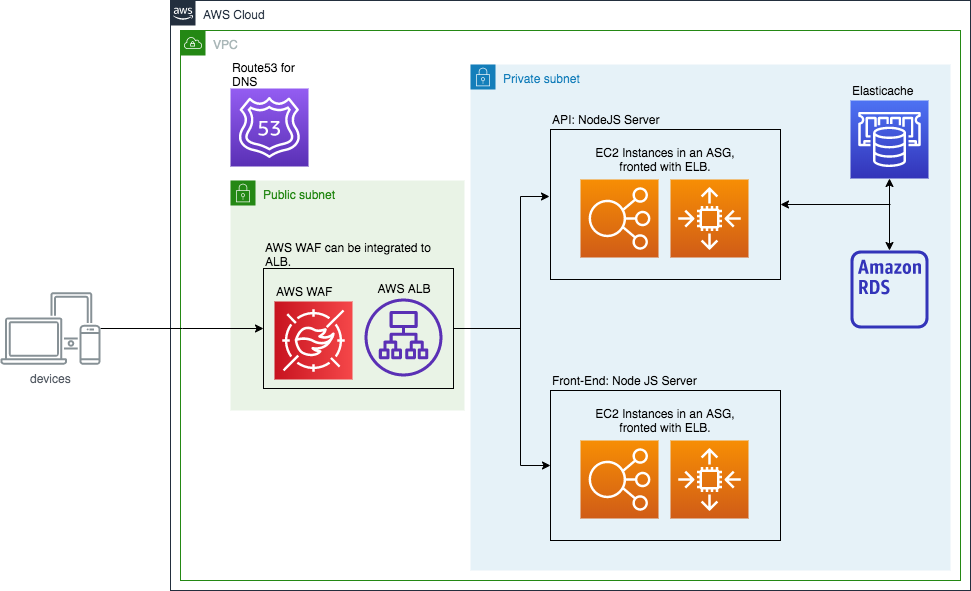 aws
AWS Cloud
VPC
Route53 for
DNS
53
Private subnet
Elasticache
API: NodeJS Server
EC2 Instances in an ASG,
fronted with ELB.
Public subnet
AWS WAF can be integrated to
ALB.
AWS WAF
AWS ALB
Amazon
RDS
devices
Front-End: Node JS Server
EC2 Instances in an ASG,
fronted with ELB.